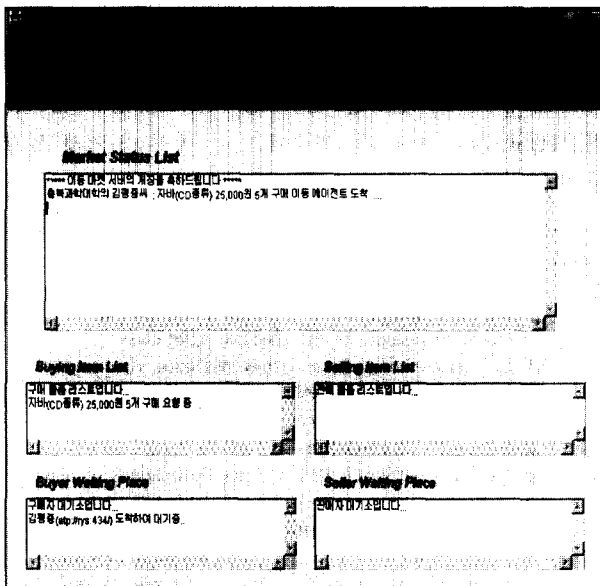 Market Status List
***** 이동 마켓 서버의 개장을 축하드립니다 *****
충북과학대학의 김평중씨 : 자바(CD종류) 25,000원 5개 구매 이동 에이전트 도착 ...
Buying Item List
Selling Item List
구매 물품 리스트입니다...
판매 물품 리스트입니다...
자바(CD종류) 25,000원 5개 구매 요청 중...
Buyer Waiting Place
Seller Waiting Place
구매자 대기소입니다...
판매자 대기소입니다...
김평중(atp://rys:434/) 도착하여 대기중...